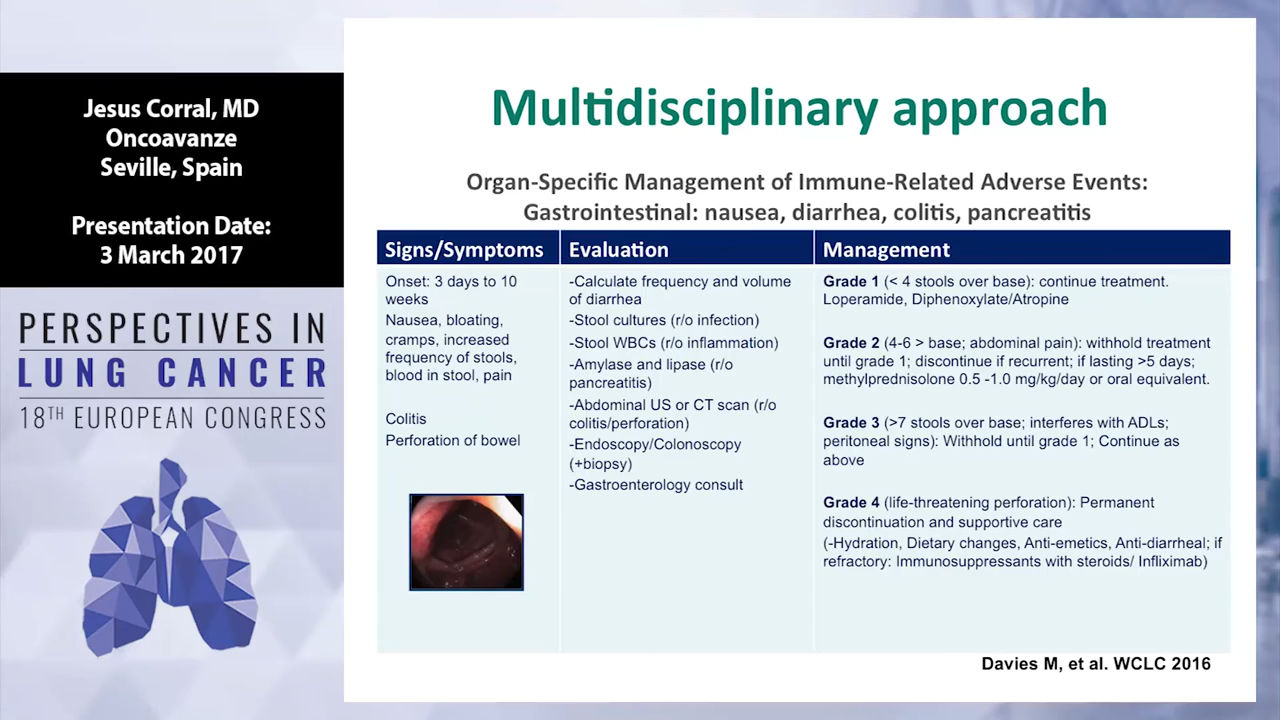 Jesus Corral, MD
Oncoavanze
Seville, Spain
Presentation Date:
3 March 2017
PERSPECTIVES IN
LUNG CANCER
18TH EUROPEAN CONGRESS
Multidisciplinary approach
Organ-Specific Management of Immune-Related Adverse Events:
Gastrointestinal: nausea, diarrhea, colitis, pancreatitis
Signs/Symptoms
Onset: 3 days to 10
weeks
Nausea, bloating,
cramps, increased
frequency of stools,
blood in stool, pain
Colitis
Perforation of bowel
Evaluation
-Calculate frequency and volume
of diarrhea
-Stool cultures (r/o infection)
-Stool WBCs (r/o inflammation)
-Amylase and lipase (r/o
pancreatitis)
-Abdominal US or CT scan (r/o
colitis/perforation)
-Endoscopy/Colonoscopy
(+biopsy)
-Gastroenterology consult
Management
Grade 1 (< 4 stools over base): continue treatment.
Loperamide, Diphenoxylate/Atropine
Grade 2 (4-6 > base; abdominal pain): withhold treatment
until grade 1; discontinue if recurrent; if lasting >5 days;
methylprednisolone 0.5 -1.0 mg/kg/day or oral equivalent.
Grade 3 (>7 stools over base; interferes with ADLs;
peritoneal signs): Withhold until grade 1; Continue as
above
Grade 4 (life-threatening perforation): Permanent
discontinuation and supportive care
(-Hydration, Dietary changes, Anti-emetics, Anti-diarrheal; if
refractory: Immunosuppressants with steroids/ Infliximab)
Davies M, et al. WCLC 2016